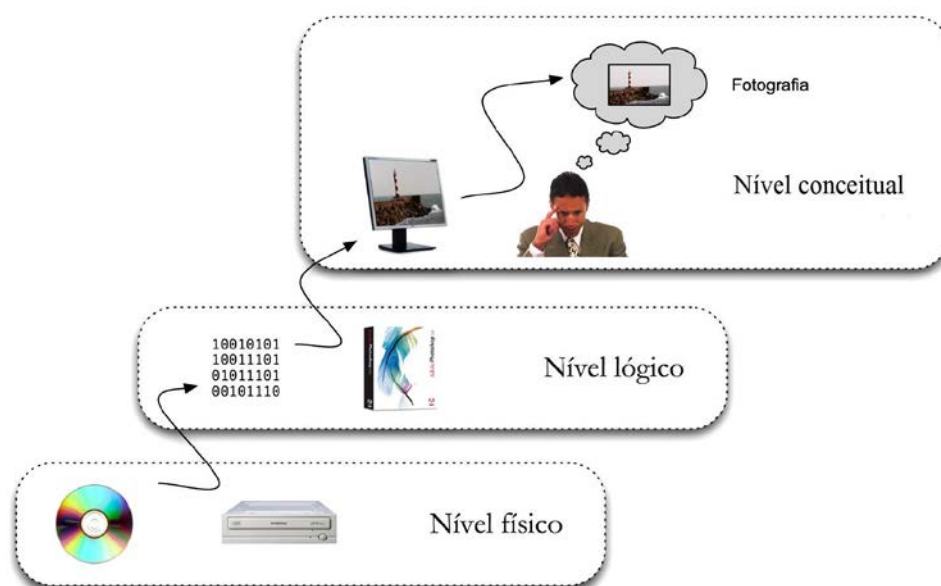 Fotografia
Nível conceitual
10010101
10011101
01011101
00101110
Nível lógico
Nível físico